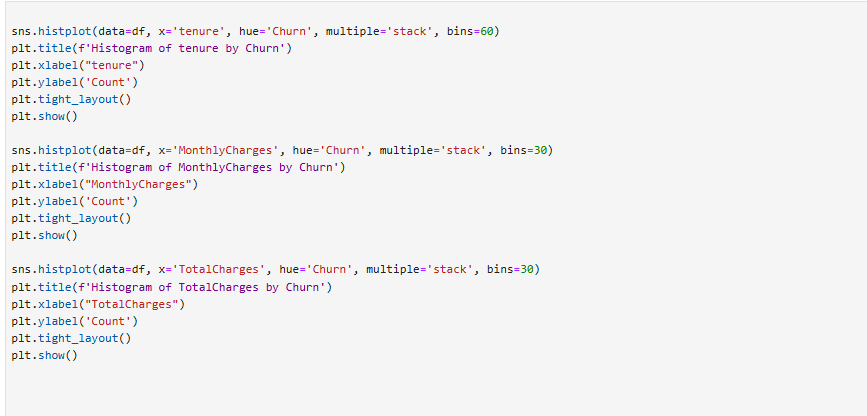 sns.histplot(data=df, x='tenure', hue='Churn', multiple='stack', bins=60)
plt.title(f'Histogram of tenure by Churn')
plt.xlabel("tenure")
plt.ylabel('Count')
plt.tight_layout()
plt.show()
sns.histplot(data=df, x='MonthlyCharges', hue='Churn', multiple='stack', bins=30)
plt.title(f'Histogram of MonthlyCharges by Churn')
plt.xlabel("MonthlyCharges")
plt.ylabel('Count')
plt.tight_layout()
plt.show()
sns.histplot(data=df, x='TotalCharges', hue='Churn', multiple='stack', bins=30)
plt.title(f'Histogram of TotalCharges by Churn')
plt.xlabel("TotalCharges")
plt.ylabel('Count')
plt.tight_layout()
plt.show()